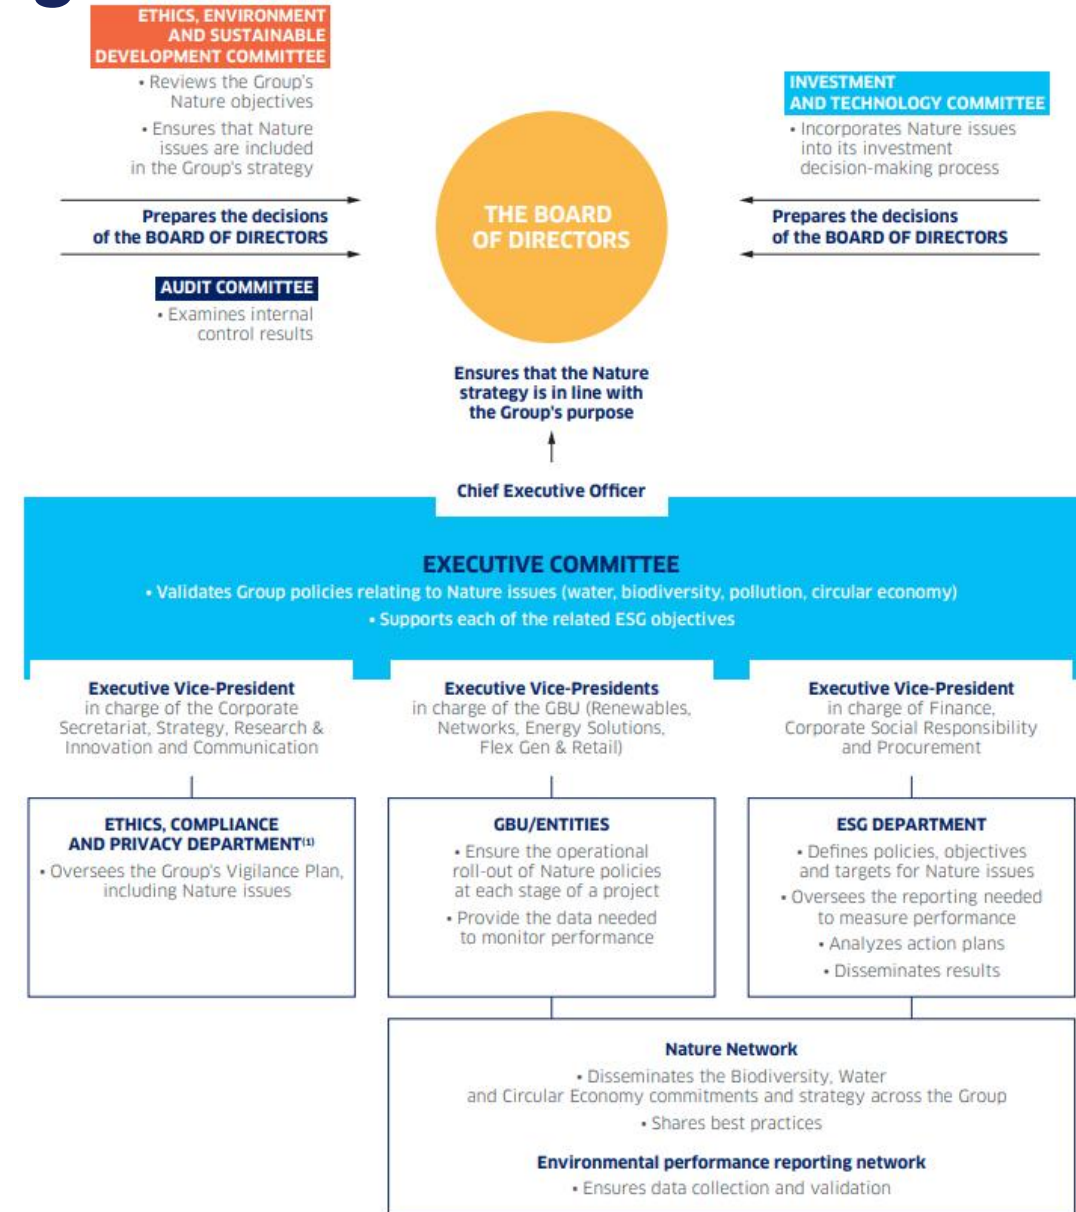 ETHICS, ENVIRONMENT
AND SUSTAINABLE
DEVELOPMENT COMMITTEE
• Reviews the Group's
Nature objectives
• Ensures that Nature
issues are included
in the Group's strategy
Prepares the decisions
of the BOARD OF DIRECTORS
AUDIT COMMITTEE
• Examines internal
control results
THE BOARD
OF DIRECTORS
INVESTMENT
AND TECHNOLOGY COMMITTEE
• Incorporates Nature issues
into its investment
decision-making process
Prepares the decisions
of the BOARD OF DIRECTORS
Ensures that the Nature
strategy is in line with
the Group's purpose
Chief Executive Officer
EXECUTIVE COMMITTEE
• Validates Group policies relating to Nature issues (water, biodiversity, pollution, circular economy)
• Supports each of the related ESG objectives
Executive Vice-President
in charge of the Corporate
Secretariat, Strategy, Research &
Innovation and Communication
ETHICS, COMPLIANCE
AND PRIVACY DEPARTMENT(1)
• Oversees the Group's Vigilance Plan,
including Nature issues
Executive Vice-Presidents
in charge of the GBU (Renewables,
Networks, Energy Solutions,
Flex Gen & Retail)
GBU/ENTITIES
• Ensure the operational
roll-out of Nature policies
at each stage of a project
• Provide the data needed
to monitor performance
Executive Vice-President
in charge of Finance,
Corporate Social Responsibility
and Procurement
ESG DEPARTMENT
• Defines policies, objectives
and targets for Nature issues
• Oversees the reporting needed
to measure performance
• Analyzes action plans
• Disseminates results
Nature Network
• Disseminates the Biodiversity, Water
and Circular Economy commitments and strategy across the Group
• Shares best practices
Environmental performance reporting network
• Ensures data collection and validation